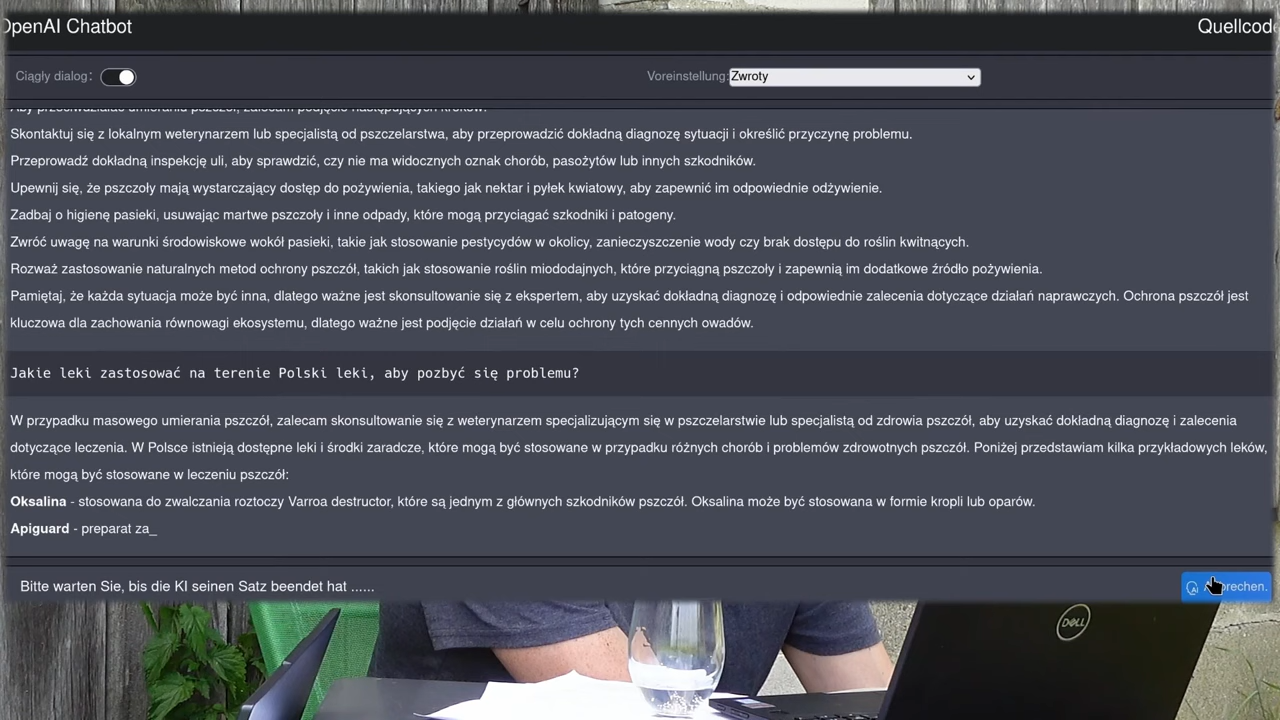 OpenAI Chatbot
Quellcode
Ciągły dialog:
Voreinstellung: Zwroty
Aby przeciwdziałać umieraniu pszczół, zalecam podjęcie następujących kroków:
Skontaktuj się z lokalnym weterynarzem lub specjalistą od pszczelarstwa, aby przeprowadzić dokładną diagnozę sytuacji i określić przyczynę problemu.
Przeprowadź dokładną inspekcję uli, aby sprawdzić, czy nie ma widocznych oznak chorób, pasożytów lub innych szkodników.
Upewnij się, że pszczoły mają wystarczający dostęp do pożywienia, takiego jak nektar i pyłek kwiatowy, aby zapewnić im odpowiednie odżywienie.
Zadbaj o higienę pasieki, usuwając martwe pszczoły i inne odpady, które mogą przyciągać szkodniki i patogeny.
Zwróć uwagę na warunki środowiskowe wokół pasieki, takie jak stosowanie pestycydów w okolicy, zanieczyszczenie wody czy brak dostępu do roślin kwitnących.
Rozważ zastosowanie naturalnych metod ochrony pszczół, takich jak stosowanie roślin miododajnych, które przyciągną pszczoły i zapewnią im dodatkowe źródło pożywienia.
Pamiętaj, że każda sytuacja może być inna, dlatego ważne jest skonsultowanie się z ekspertem, aby uzyskać dokładną diagnozę i odpowiednie zalecenia dotyczące działań naprawczych. Ochrona pszczół jest
kluczowa dla zachowania równowagi ekosystemu, dlatego ważne jest podjęcie działań w celu ochrony tych cennych owadów.
Jakie leki zastosować na terenie Polski leki, aby pozbyć się problemu?
W przypadku masowego umierania pszczół, zalecam skonsultowanie się z weterynarzem specjalizującym się w pszczelarstwie lub specjalistą od zdrowia pszczół, aby uzyskać dokładną diagnozę i zalecenia
dotyczące leczenia. W Polsce istnieją dostępne leki i środki zaradcze, które mogą być stosowane w przypadku różnych chorób i problemów zdrowotnych pszczół. Poniżej przedstawiam kilka przykładowych leków,
które mogą być stosowane w leczeniu pszczół:
Oksalina - stosowana do zwalczania roztoczy Varroa destructor, które są jednym z głównych szkodników pszczół. Oksalina może być stosowana w formie kropli lub oparów.
Apiguard - preparat za_
Bitte warten Sie, bis die KI seinen Satz beendet hat ......
DELL